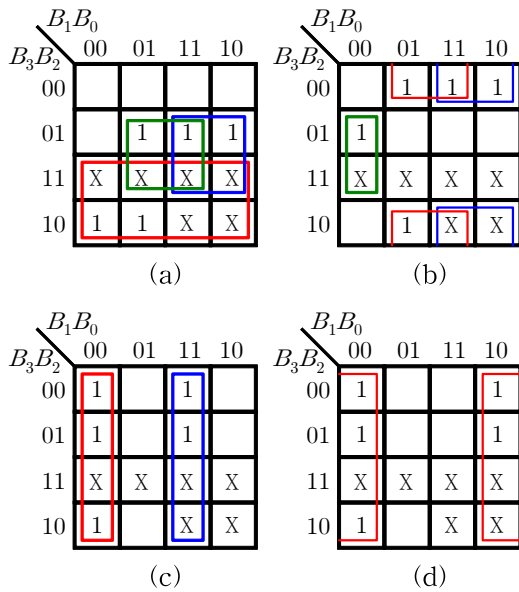 B₁B₀
B₃B₂ 00 01 11 10
00
01 1 1 1
11 X X X X
10 1 1 X X
(a)
B₁B₀
B₃B₂ 00 01 11 10
00 1 1 1
01 1
11 X X X X
10 1 X X
(b)
B₁B₀
B₃B₂ 00 01 11 10
00 1 1
01 1 1
11 X X X X
10 1 X X
(c)
B₁B₀
B₃B₂ 00 01 11 10
00 1 1
01 1 1
11 X X X X
10 1 X X
(d)